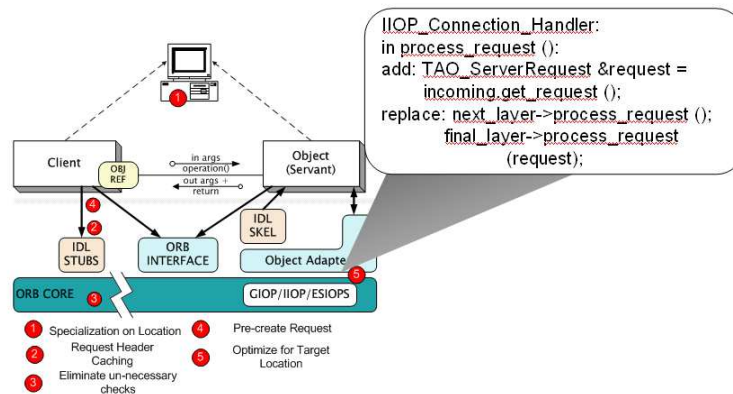 IIOP_Connection_Handler:
in process_request ():
add: TAO_ServerRequest &request =
incoming.get_request ();
replace: next_layer->process_request ();
final_layer->process_request
(request);
1
Client
OBJ
REF
in args
operation()
out args +
return
Object
(Servant)
4
2
IDL
STUBS
ORB
INTERFACE
IDL
SKEL
Object Adapte
5
ORB CORE
3
GIOP/IIOP/ESIOPS
1 Specialization on Location
2 Request Header
Caching
3 Eliminate un-necessary
checks
4 Pre-create Request
5 Optimize for Target
Location